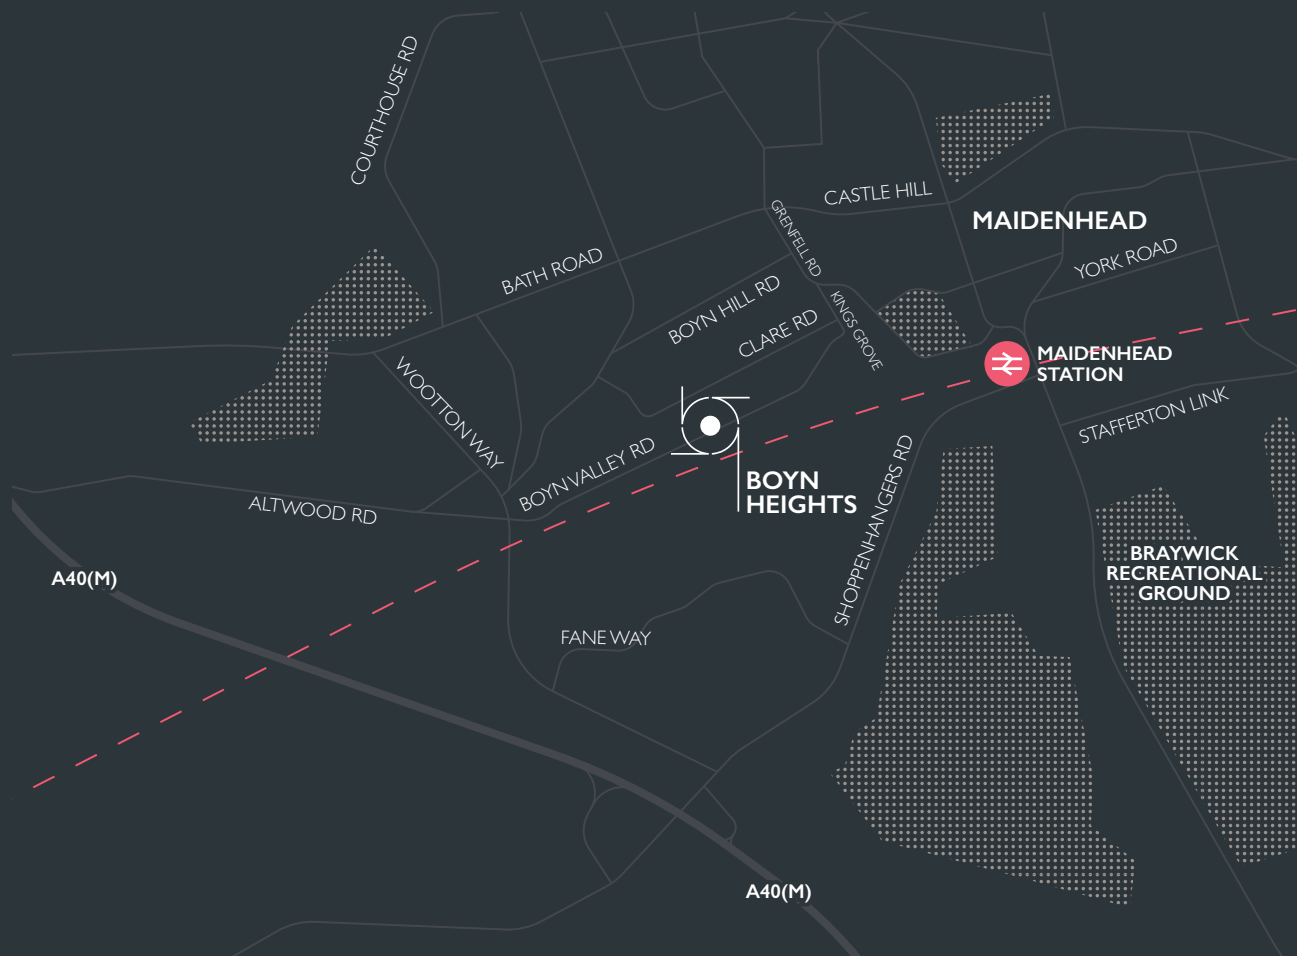 COURTHOUSE RD
CASTLE HILL
GRENFELL RD
MAIDENHEAD
YORK ROAD
BATH ROAD
BOYN HILL RD
KINGS GROVE
CLARE RD
MAIDENHEAD
STATION
WOOTTON WAY
STAFFERTON LINK
BOYN VALLEY RD
BOYN
HEIGHTS
SHOPPENHANGERS RD
ALTWOOD RD
BRAYWICK
RECREATIONAL
GROUND
A40(M)
FANE WAY
A40(M)